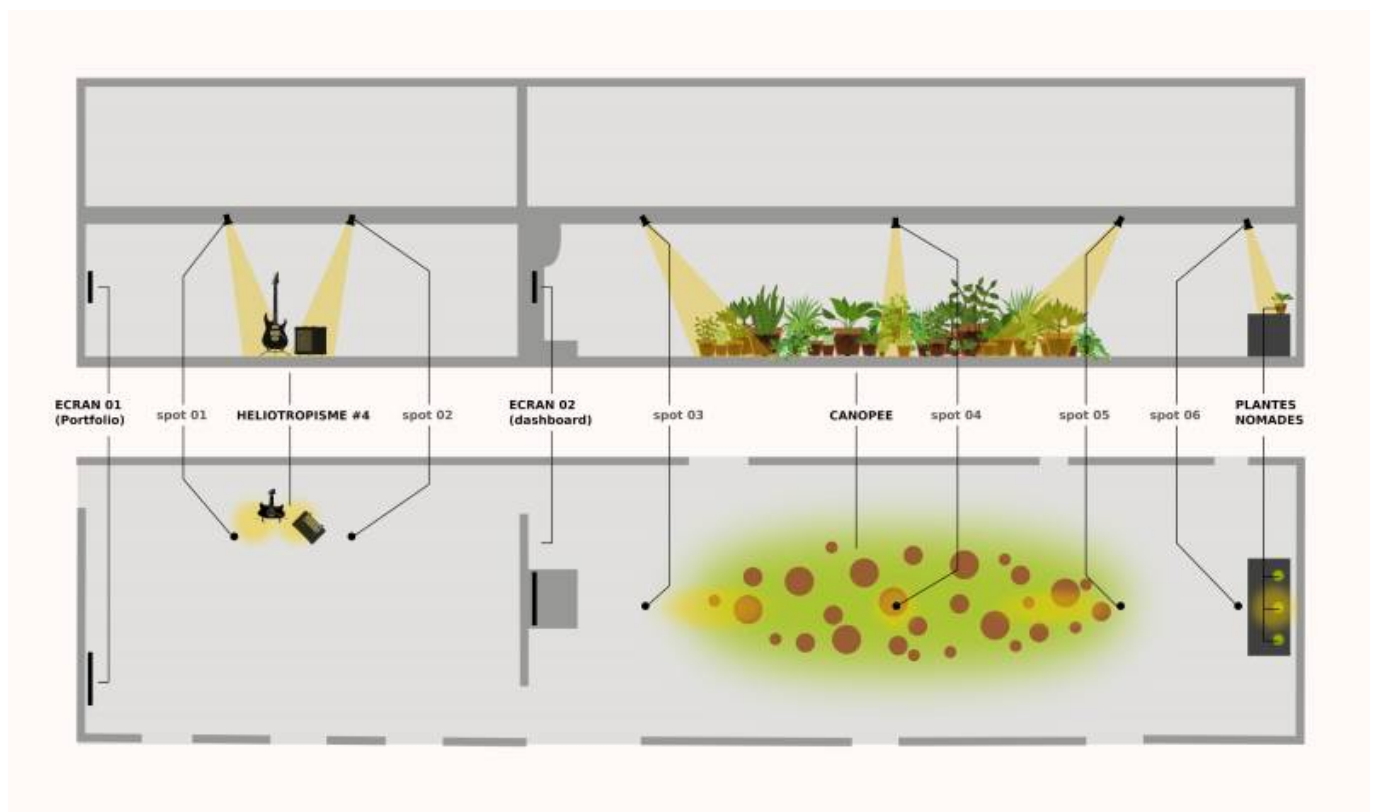 ECRAN 01
(Portfolio)
spot 01
HELIOTROPISME #4
spot 02
ECRAN 02
(dashboard)
spot 03
CANOPEE
spot 04
spot 05
spot 06
PLANTES
NOMADES